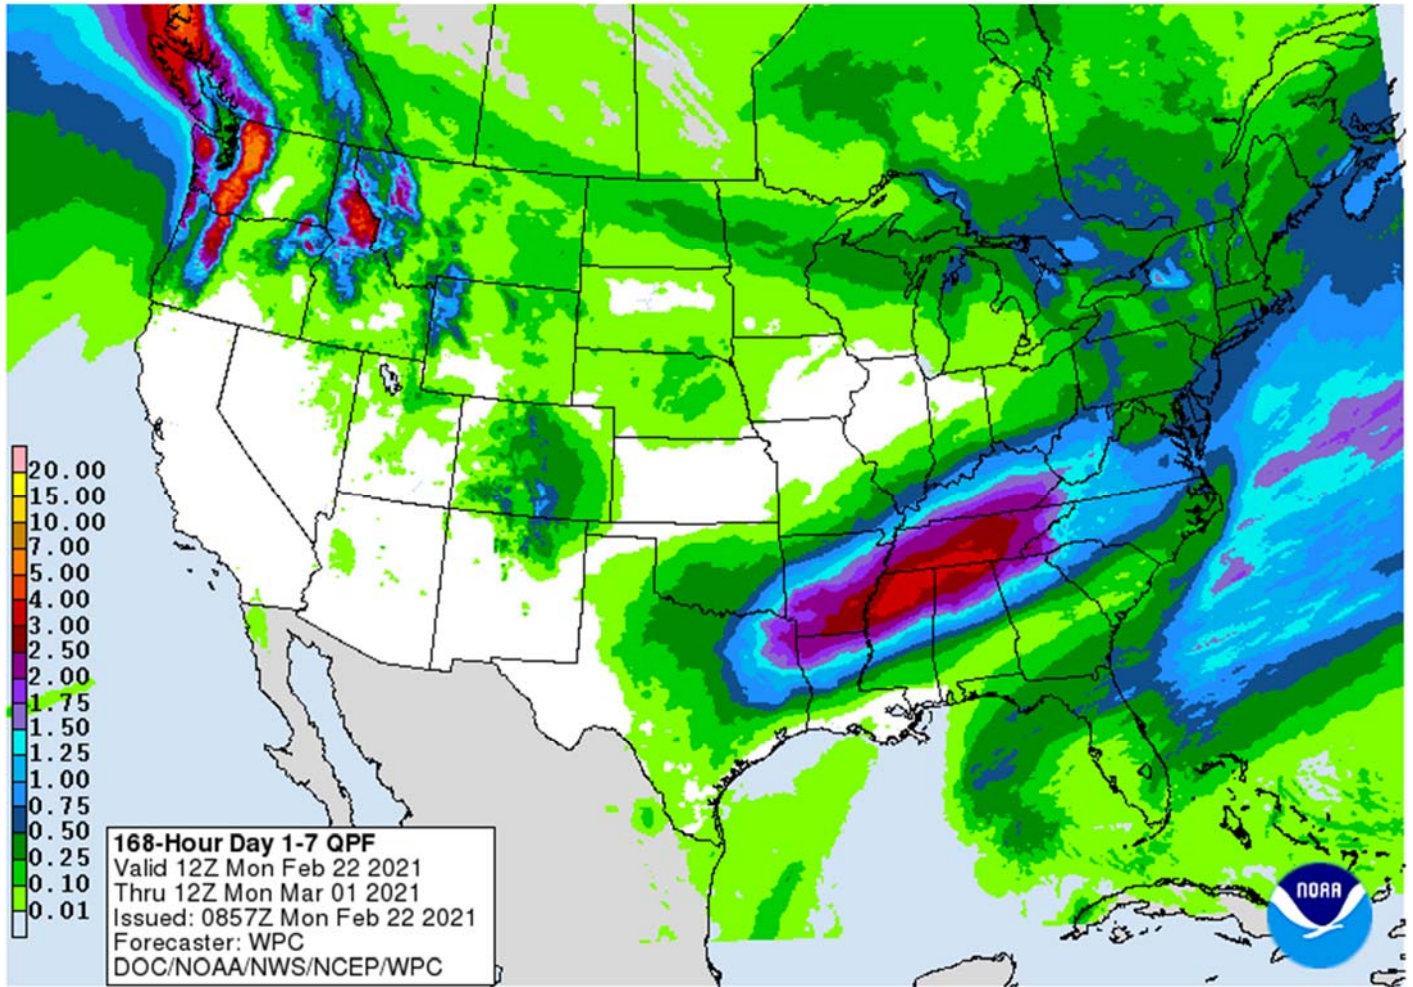 20.00
15.00
10.00
7.00
5.00
4.00
3.00
2.50
2.00
1.75
1.50
1.25
1.00
0.75
0.50
0.25
0.10
0.01
168-Hour Day 1-7 QPF
Valid 12Z Mon Feb 22 2021
Thru 12Z Mon Mar 01 2021
Issued: 0857Z Mon Feb 22 2021
Forecaster: WPC
DOC/NOAA/NWS/NCEP/WPC
NOAA